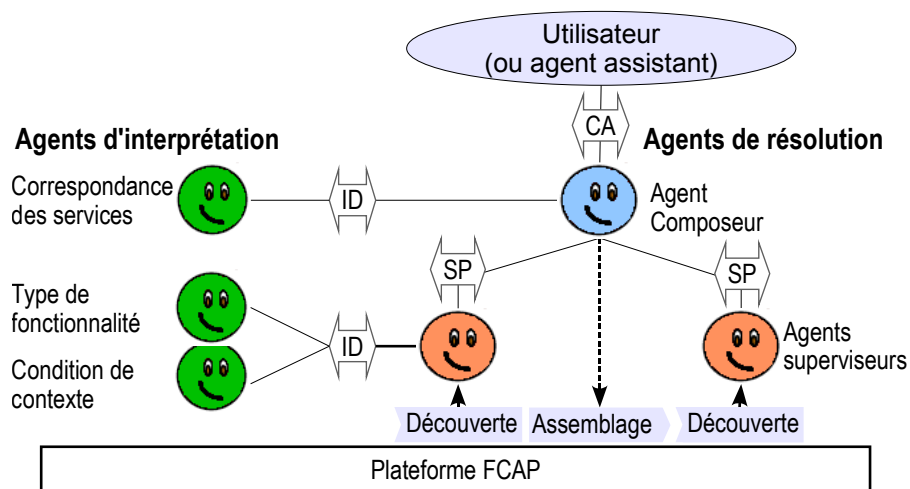 Utilisateur
(ou agent assistant)
CA
Agents d'interprétation
Agents de résolution
Correspondance
des services
ID
Agent
Composeur
SP
SP
Type de
fonctionnalité
ID
Agents
superviseurs
Condition de
contexte
Découverte
Assemblage
Découverte
Plateforme FCAP